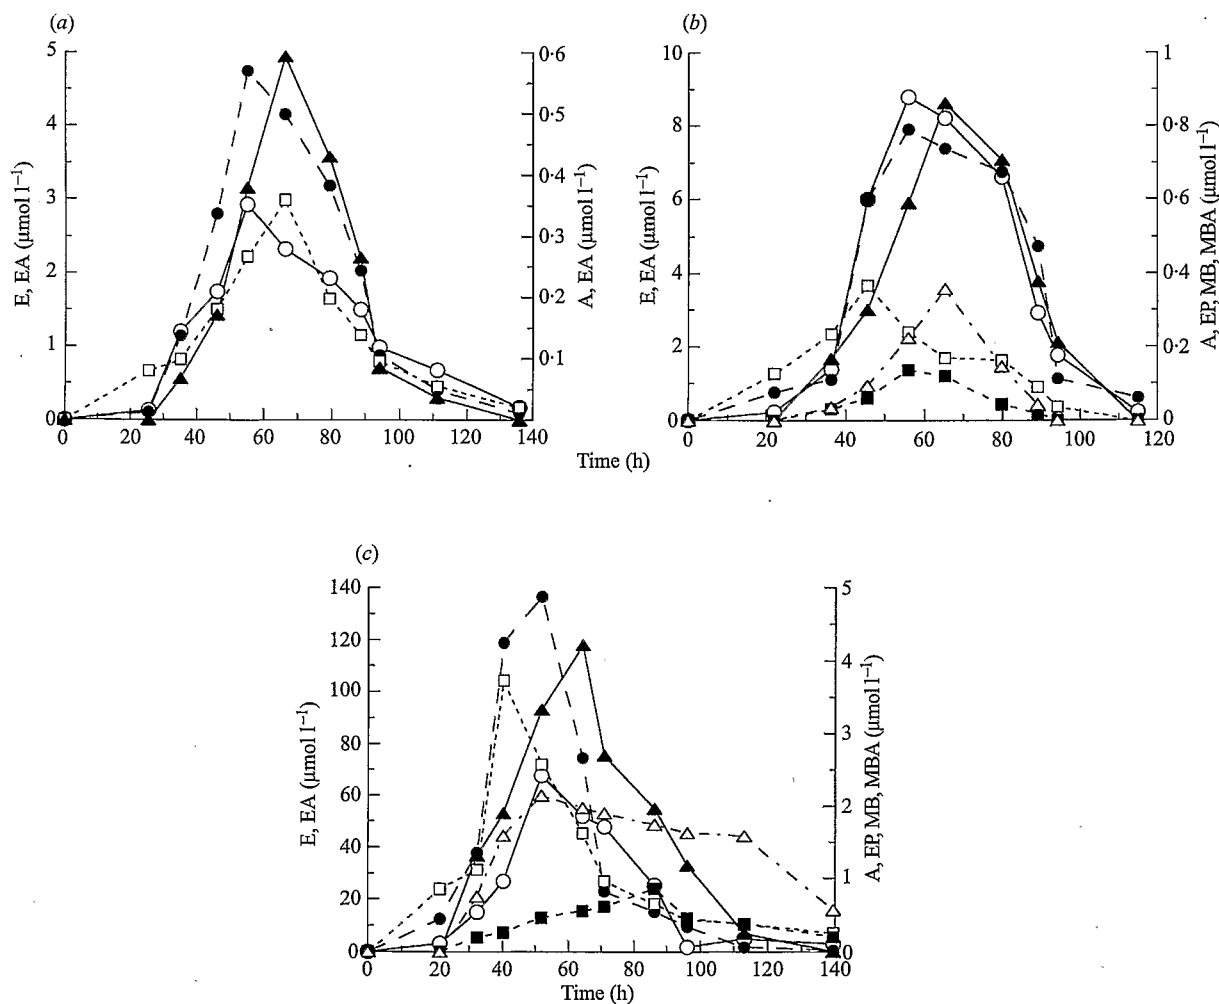 (a)
5
4
3
2
1
0
E, EA (μmol l⁻¹)
0·6
0·5
0·4
0·3
0·2
0·1
A, EA (μmol l⁻¹)
0 20 40 60 80 100 120 140
(b)
10
8
6
4
2
0
E, EA (μmol l⁻¹)
1
0·8
0·6
0·4
0·2
0
A, EP, MB, MBA (μmol l⁻¹)
0 40 60 80 100 120
Time (h)
(c)
140
120
100
80
60
40
20
0
E, EA (μmol l⁻¹)
5
4
3
2
1
0
A, EP, MB, MBA (μmol l⁻¹)
0 20 40 60 80 100 120 140
Time (h)